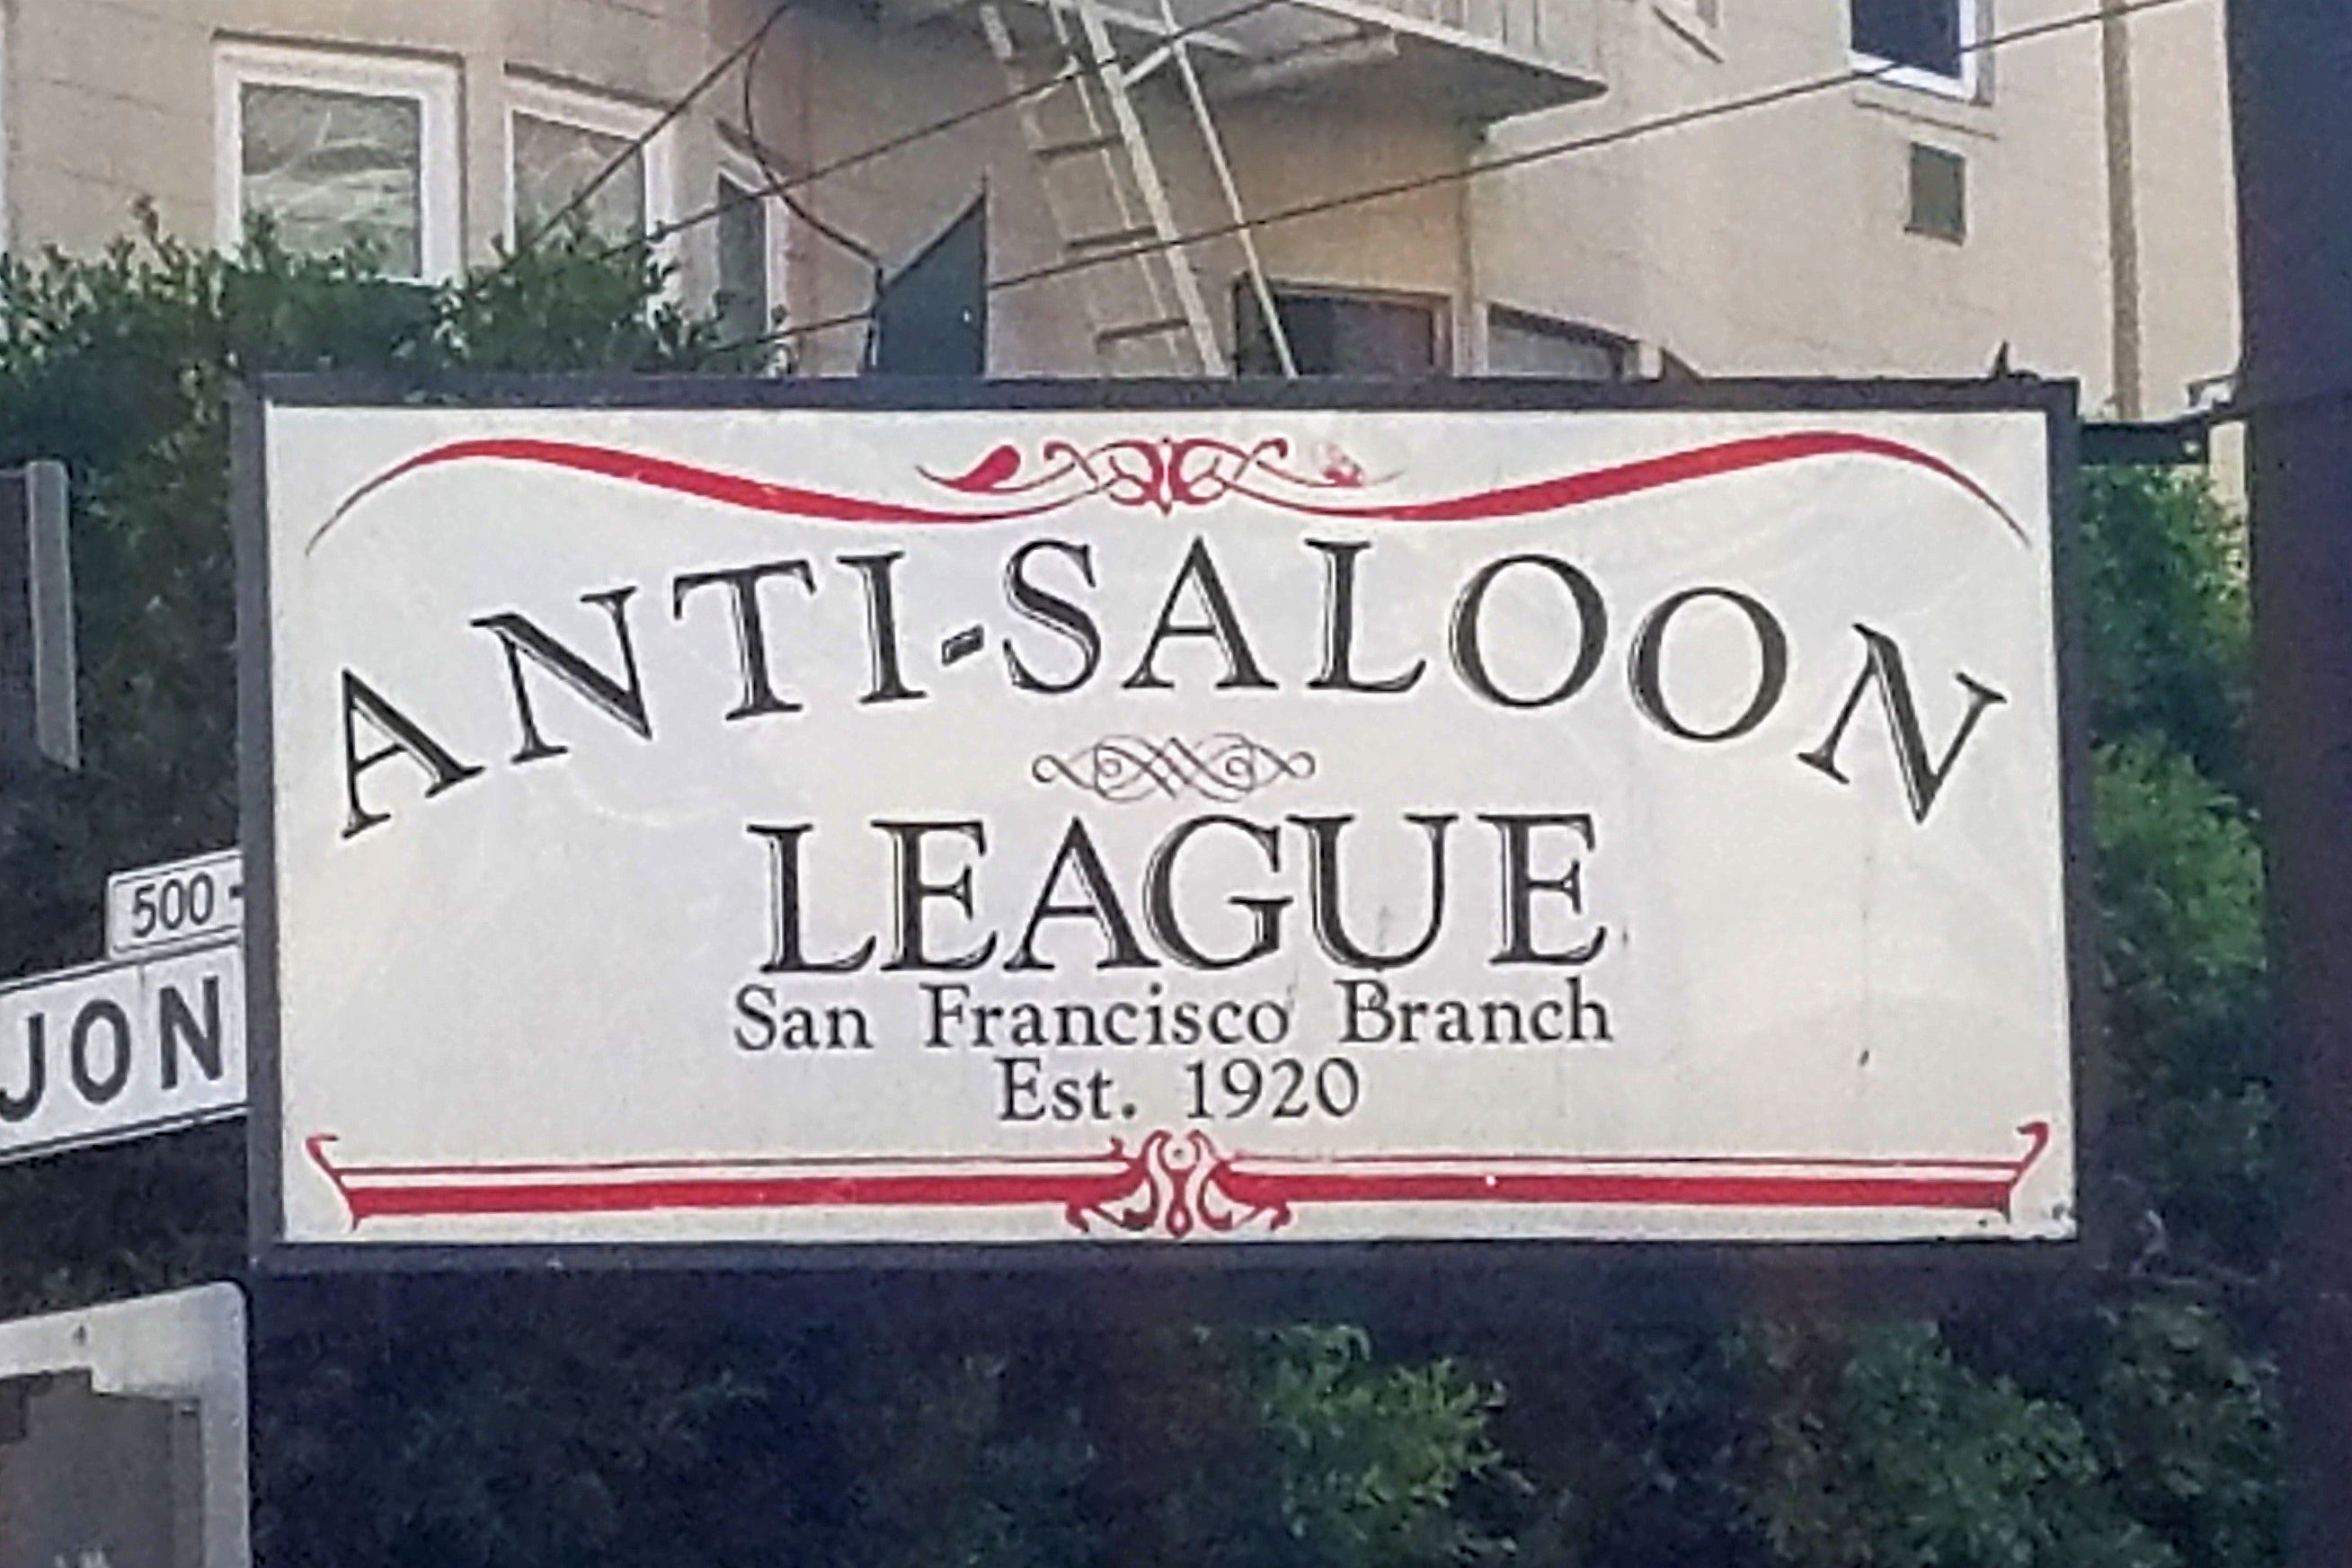 ANTI-SALOON
LEAGUE
San Francisco Branch
Est. 1920
500
JON